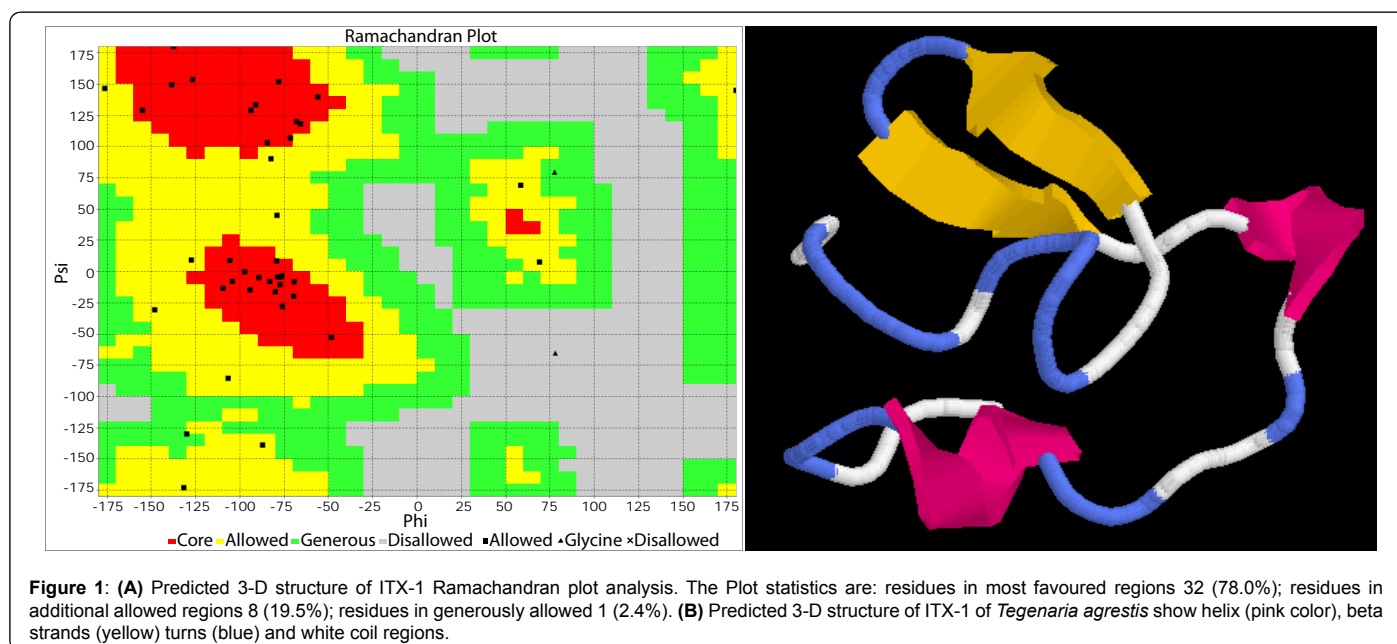 Ramachandran Plot
175
150
125
100
75
50
25
0
-25
-50
-75
-100
-125
-150
-175
Psi
-175 -150 -125 -100 -75 -50 -25 0 25 50 75 100 125 150 175
Phi
Core Allowed Generous Disallowed Allowed Glycine Disallowed
Figure 1: (A) Predicted 3-D structure of ITX-1 Ramachandran plot analysis. The Plot statistics are: residues in most favoured regions 32 (78.0%); residues in
additional allowed regions 8 (19.5%); residues in generously allowed 1 (2.4%). (B) Predicted 3-D structure of ITX-1 of Tegenaria agrestis show helix (pink color), beta
strands (yellow) turns (blue) and white coil regions.